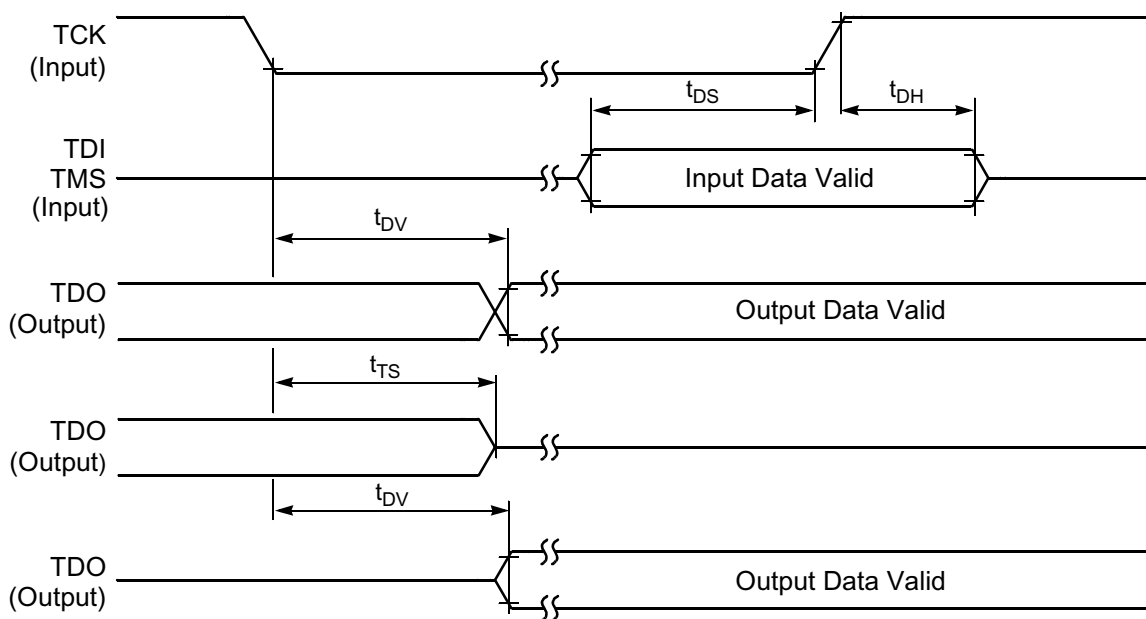 TCK
(Input)
tDS
tDH
TDI
TMS
(Input)
Input Data Valid
tDV
TDO
(Output)
Output Data Valid
tTS
TDO
(Output)
tDV
TDO
(Output)
Output Data Valid